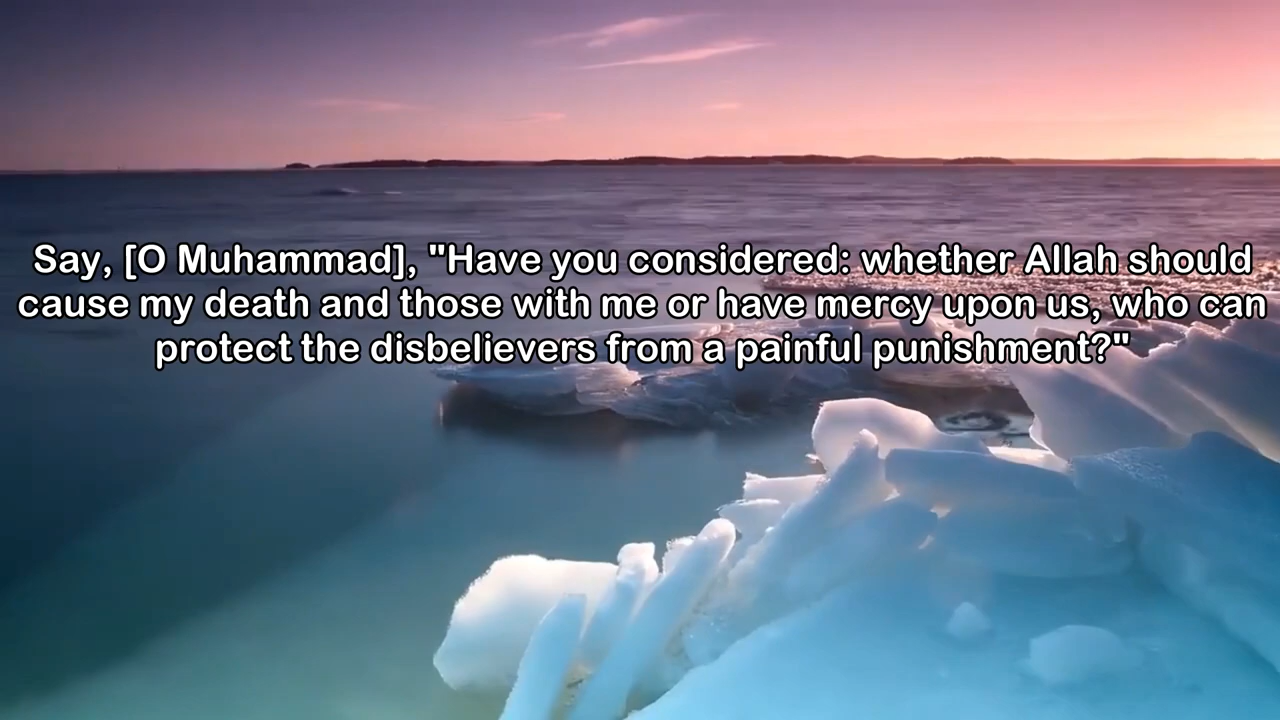 Say, [O Muhammad], "Have you considered: whether Allah should
cause my death and those with me or have mercy upon us, who can
protect the disbelievers from a painful punishment?"